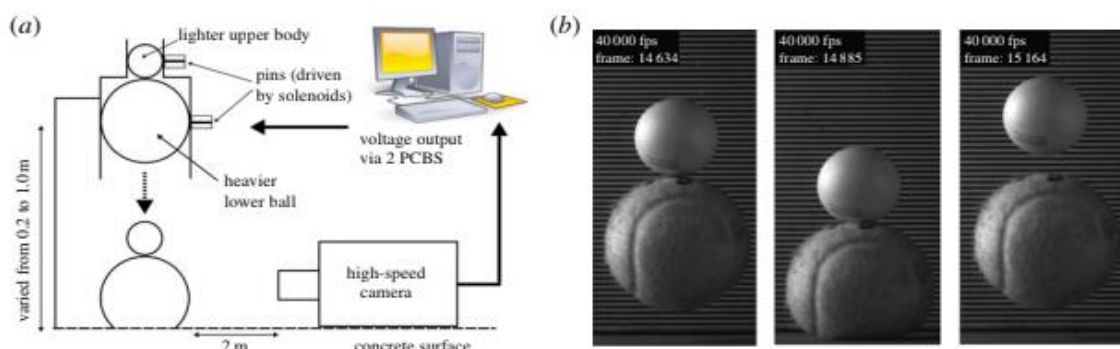 (a)
lighter upper body
pins (driven
by solenoids)
heavier
lower ball
varied from 0.2 to 1.0 m
voltage output
via 2 PCBS
high-speed
camera
2 m
concrete surface
(b)
40 000 fps
frame: 14 634
40 000 fps
frame: 14 885
40 000 fps
frame: 15 164